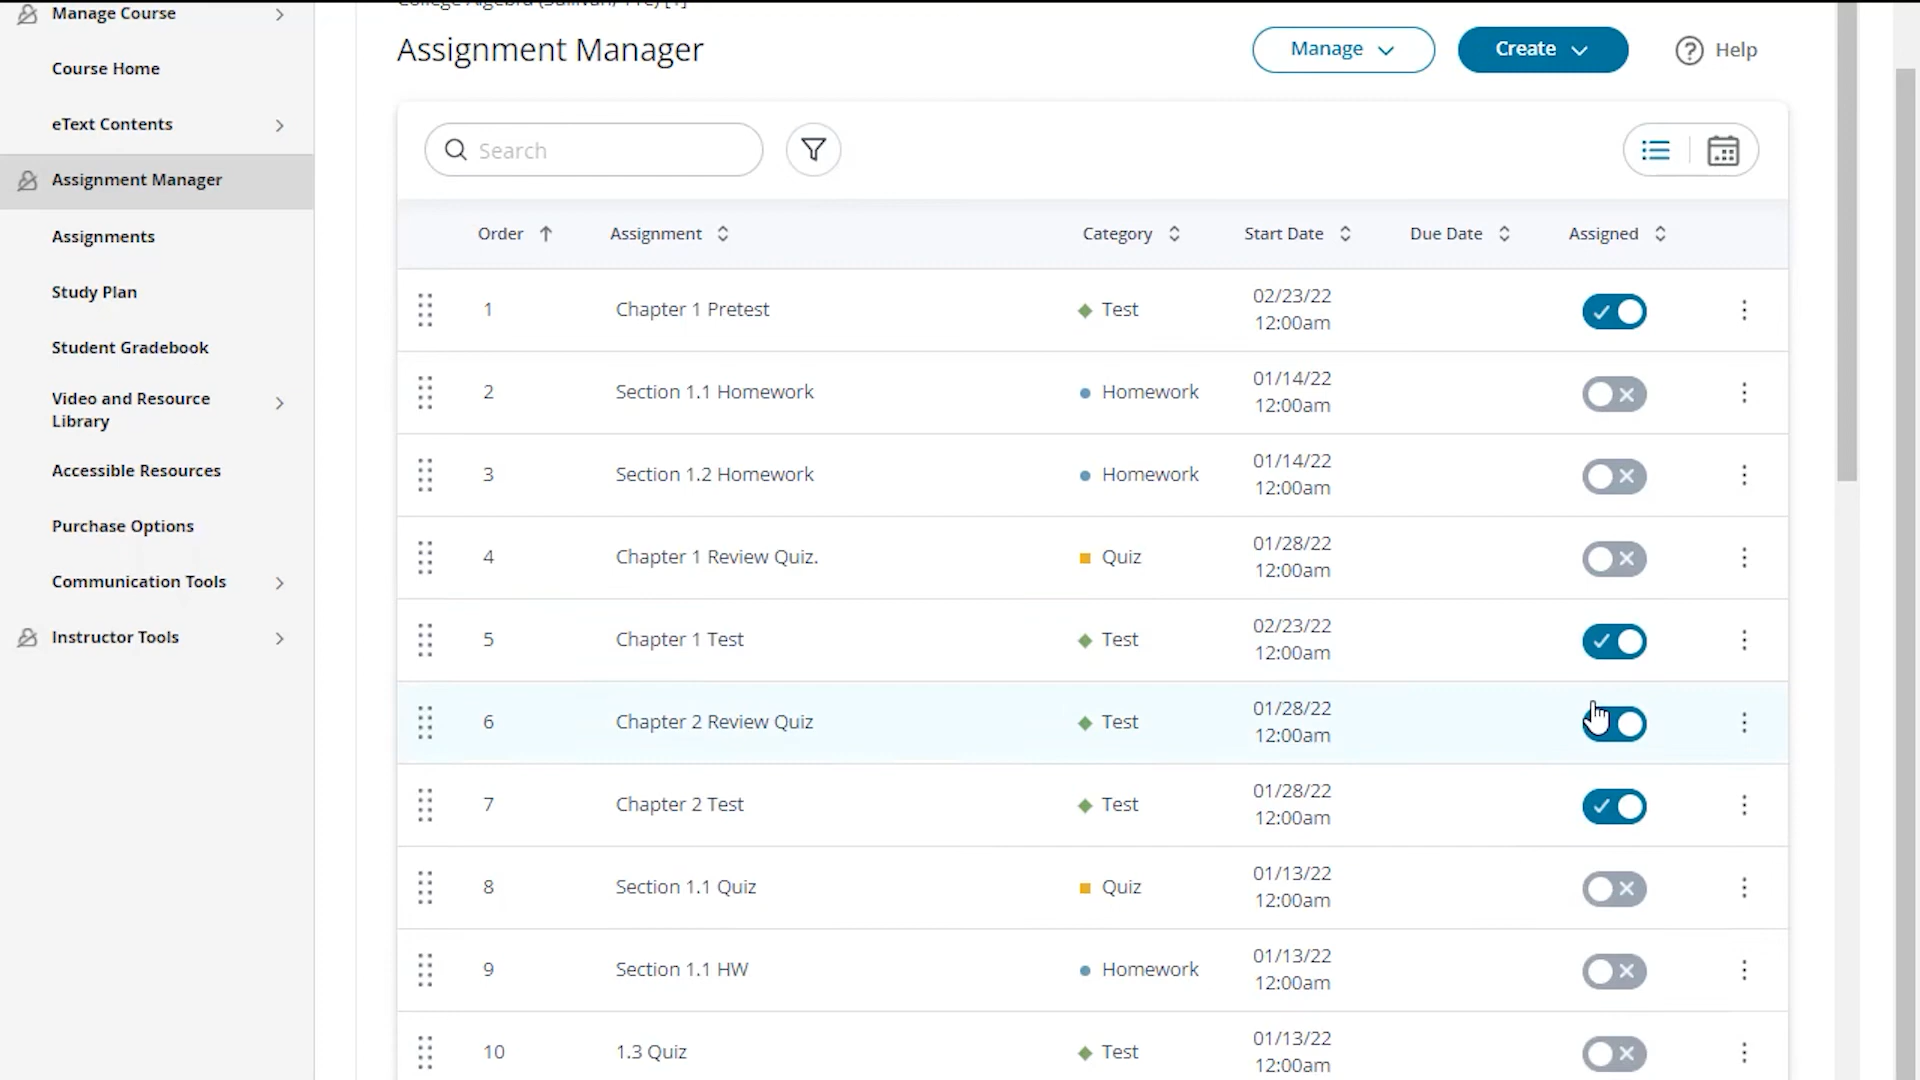 Manage Course
Course Home
eText Contents
Assignment Manager
Assignments
Study Plan
Student Gradebook
Video and Resource
Library
Accessible Resources
Purchase Options
Communication Tools
Instructor Tools
College Algebra (Sullivan, 11e) [1]
Assignment Manager
Manage
Create
? Help
Search
Order Assignment Category Start Date Due Date Assigned
1 Chapter 1 Pretest Test 02/23/22
12:00am
2 Section 1.1 Homework Homework 01/14/22
12:00am
3 Section 1.2 Homework Homework 01/14/22
12:00am
4 Chapter 1 Review Quiz. Quiz 01/28/22
12:00am
5 Chapter 1 Test Test 02/23/22
12:00am
6 Chapter 2 Review Quiz Test 01/28/22
12:00am
7 Chapter 2 Test Test 01/28/22
12:00am
8 Section 1.1 Quiz Quiz 01/13/22
12:00am
9 Section 1.1 HW Homework 01/13/22
12:00am
10 1.3 Quiz Test 01/13/22
12:00am